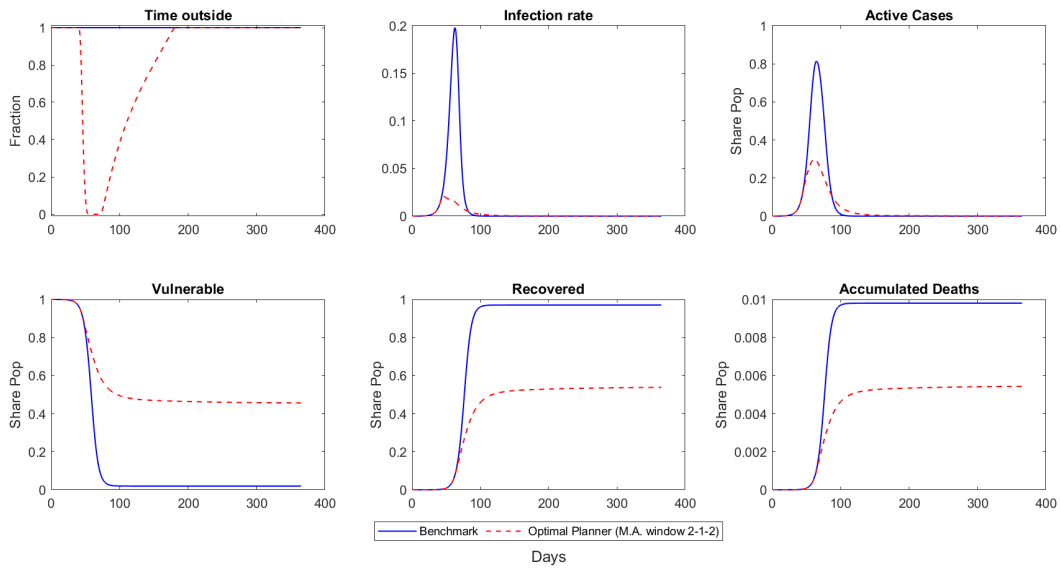 Time outside
Fraction
1
0.8
0.6
0.4
0.2
0
0 100 200 300 400
Infection rate
0.2
0.15
0.1
0.05
0
0 100 200 300 400
Active Cases
Share Pop
1
0.8
0.6
0.4
0.2
0
0 100 200 300 400
Vulnerable
Share Pop
1
0.8
0.6
0.4
0.2
0
0 100 200 300 400
Recovered
Share Pop
1
0.8
0.6
0.4
0.2
0
0 100 200 300 400
Accumulated Deaths
Share Pop
0.01
0.008
0.006
0.004
0.002
0
0 100 200 300 400
Benchmark Optimal Planner (M.A. window 2-1-2)
Days